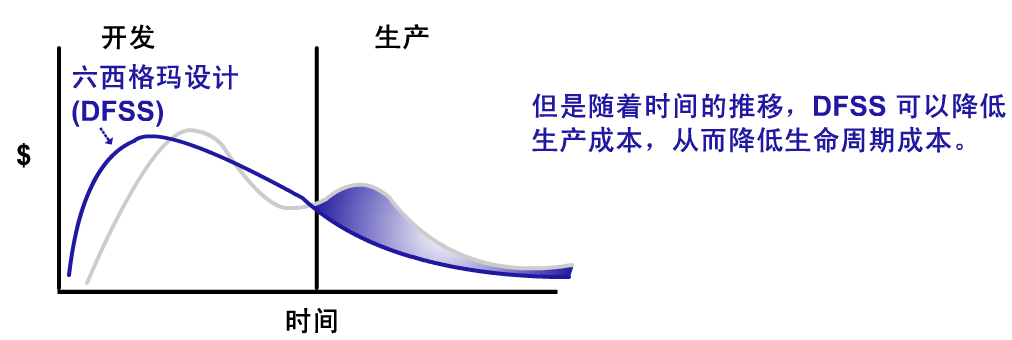 开发
生产
六西格玛设计
(DFSS)
$
但是随着时间的推移，DFSS 可以降低
生产成本，从而降低生命周期成本。
时间